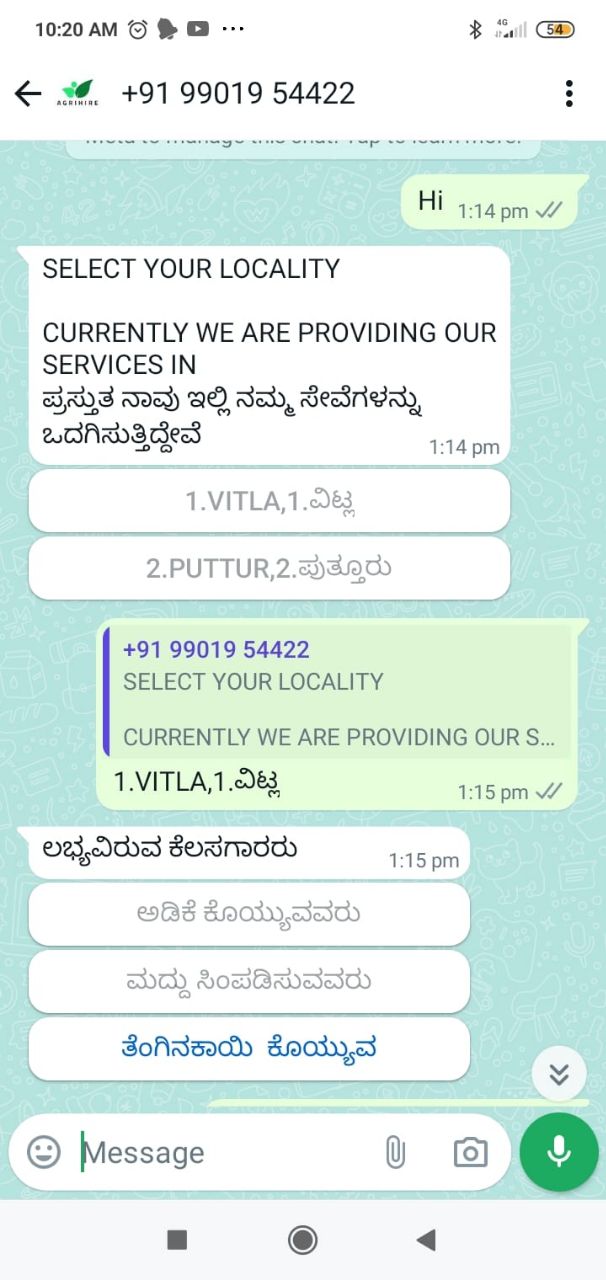 10:20 AM
4G
54
AGRIHIRE
+91 99019 54422
Meta to manage this chat. Tap to learn more.
Hi
1:14 pm
SELECT YOUR LOCALITY
CURRENTLY WE ARE PROVIDING OUR
SERVICES IN
ಪ್ರಸ್ತುತ ನಾವು ಇಲ್ಲಿ ನಮ್ಮ ಸೇವೆಗಳನ್ನು
ಒದಗಿಸುತ್ತಿದ್ದೇವೆ
1:14 pm
1.VITLA,1.ವಿಟ್ಲ
2.PUTTUR,2.ಪುತ್ತೂರು
+91 99019 54422
SELECT YOUR LOCALITY
CURRENTLY WE ARE PROVIDING OUR S...
1.VITLA,1.ವಿಟ್ಲ
1:15 pm
ಲಭ್ಯವಿರುವ ಕೆಲಸಗಾರರು
1:15 pm
ಅಡಿಕೆ ಕೊಯ್ಯುವವರು
ಮದ್ದು ಸಿಂಪಡಿಸುವವರು
ತೆಂಗಿನಕಾಯಿ ಕೊಯ್ಯುವ
Message